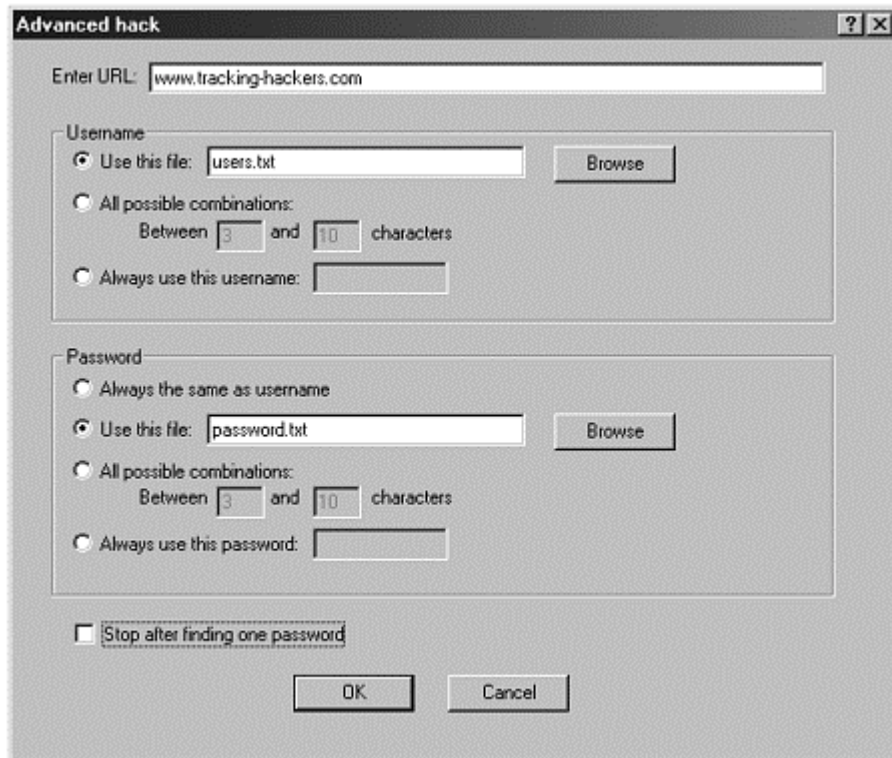 Advanced hack
Enter URL: www.tracking-hackers.com
Username
Use this file: users.txt Browse
All possible combinations:
Between 3 and 10 characters
Always use this username:
Password
Always the same as username
Use this file: password.txt Browse
All possible combinations:
Between 3 and 10 characters
Always use this password:
Stop after finding one password
OK Cancel